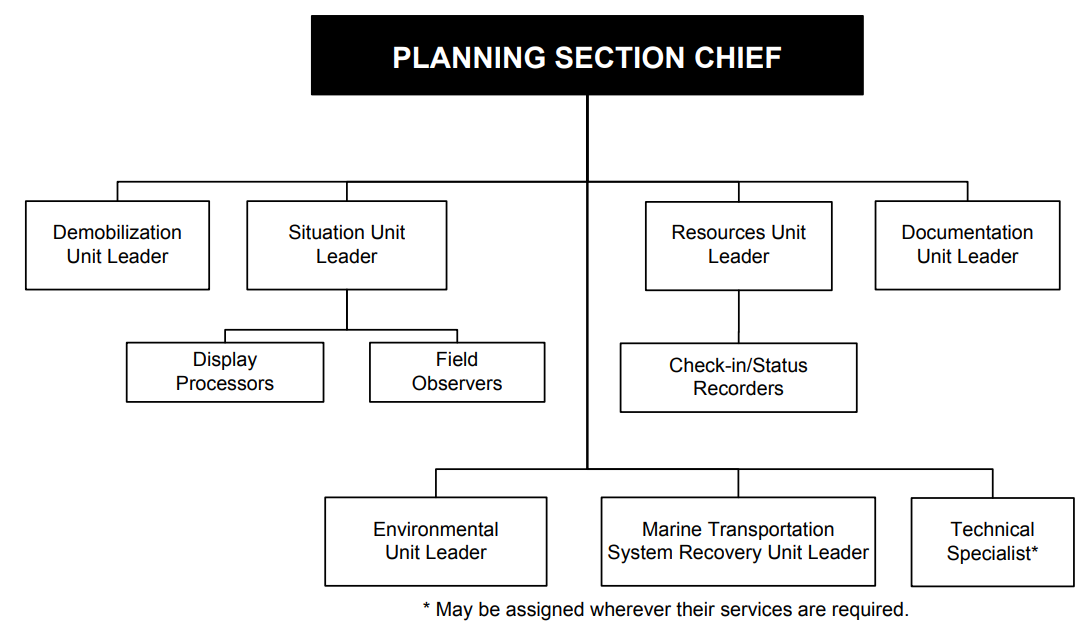 PLANNING SECTION CHIEF
Demobilization
Unit Leader
Situation Unit
Leader
Resources Unit
Leader
Documentation
Unit Leader
Display
Processors
Field
Observers
Check-in/Status
Recorders
Environmental
Unit Leader
Marine Transportation
System Recovery Unit Leader
Technical
Specialist*
* May be assigned wherever their services are required.